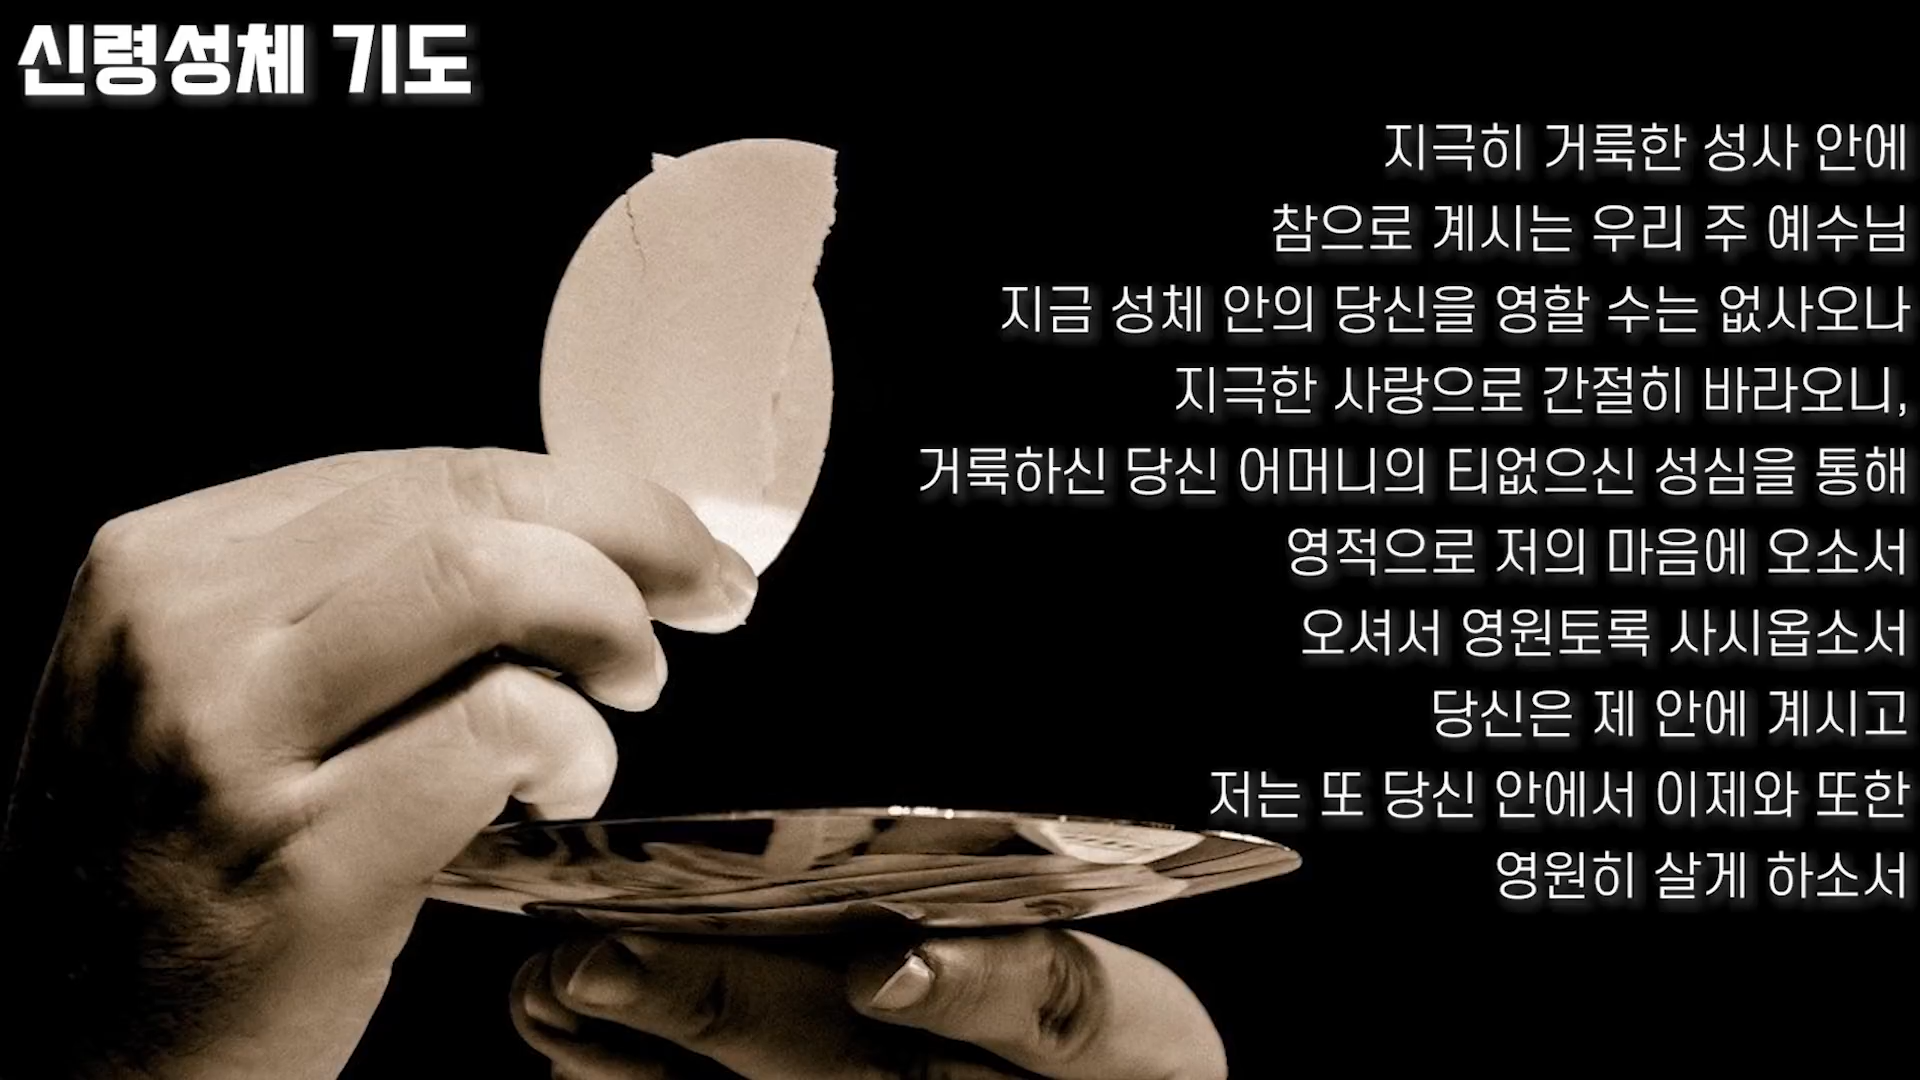 신령성체 기도
지극히 거룩한 성사 안에
참으로 계시는 우리 주 예수님
지금 성체 안의 당신을 영할 수는 없사오나
지극한 사랑으로 간절히 바라오니,
거룩하신 당신 어머니의 티없으신 성심을 통해
영적으로 저의 마음에 오소서
오셔서 영원토록 사시옵소서
당신은 제 안에 계시고
저는 또 당신 안에서 이제와 또한
영원히 살게 하소서